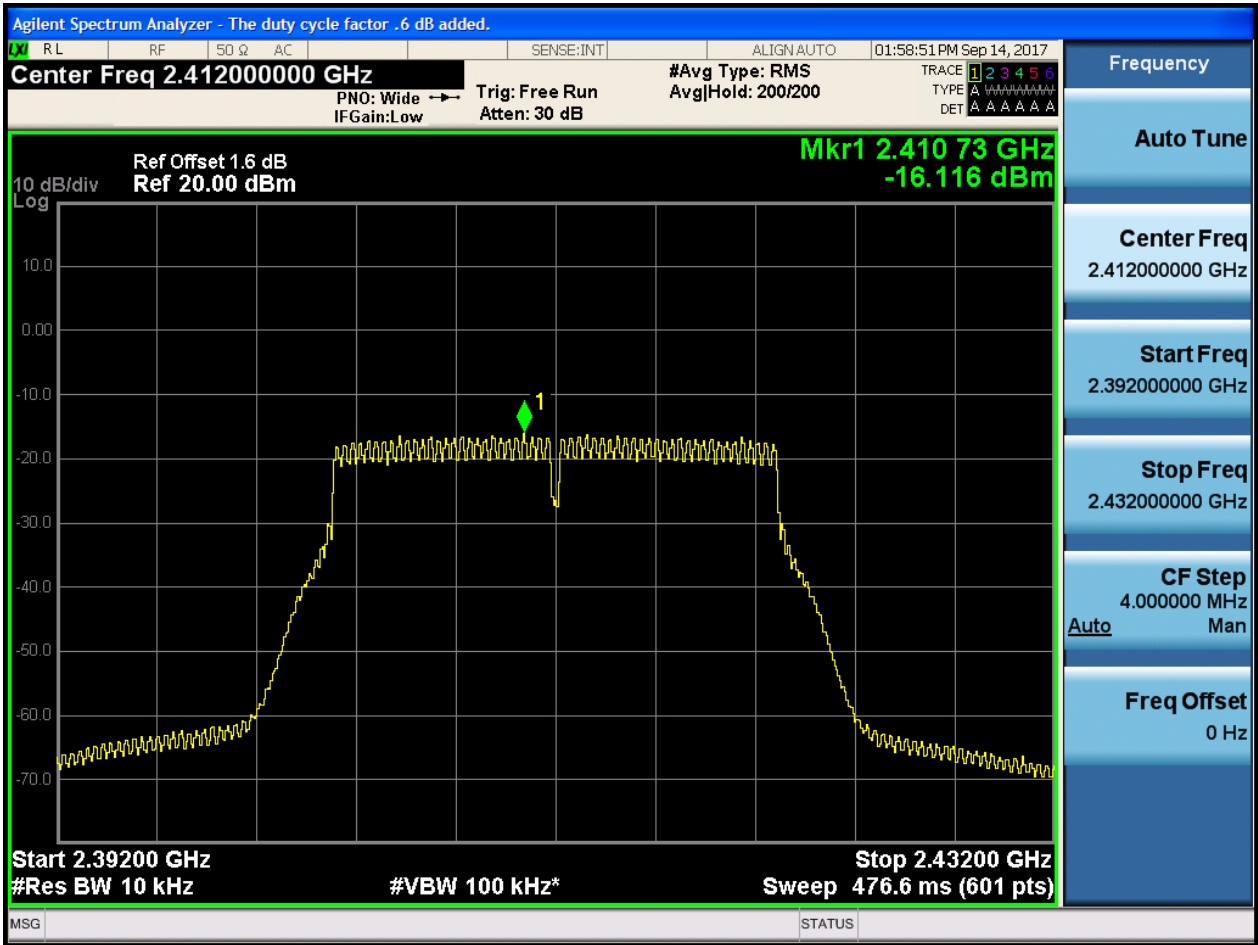 Agilent Spectrum Analyzer - The duty cycle factor .6 dB added.
LXI RL RF 50 Ω AC SENSE:INT ALIGN AUTO 01:58:51 PM Sep 14, 2017
Center Freq 2.412000000 GHz
PNO: Wide
IFGain:Low
Trig: Free Run
Atten: 30 dB
#Avg Type: RMS
Avg|Hold: 200/200
TRACE 1 2 3 4 5 6
TYPE A WWWWWWW
DET A A A A A A
Ref Offset 1.6 dB
Ref 20.00 dBm
10 dB/div
Log
Mkr1 2.410 73 GHz
-16.116 dBm
10.0
0.00
-10.0
-20.0
-30.0
-40.0
-50.0
-60.0
-70.0
1
Start 2.39200 GHz
Stop 2.43200 GHz
#Res BW 10 kHz
#VBW 100 kHz*
Sweep 476.6 ms (601 pts)
MSG
STATUS
Frequency
Auto Tune
Center Freq
2.412000000 GHz
Start Freq
2.392000000 GHz
Stop Freq
2.432000000 GHz
CF Step
4.000000 MHz
Auto Man
Freq Offset
0 Hz